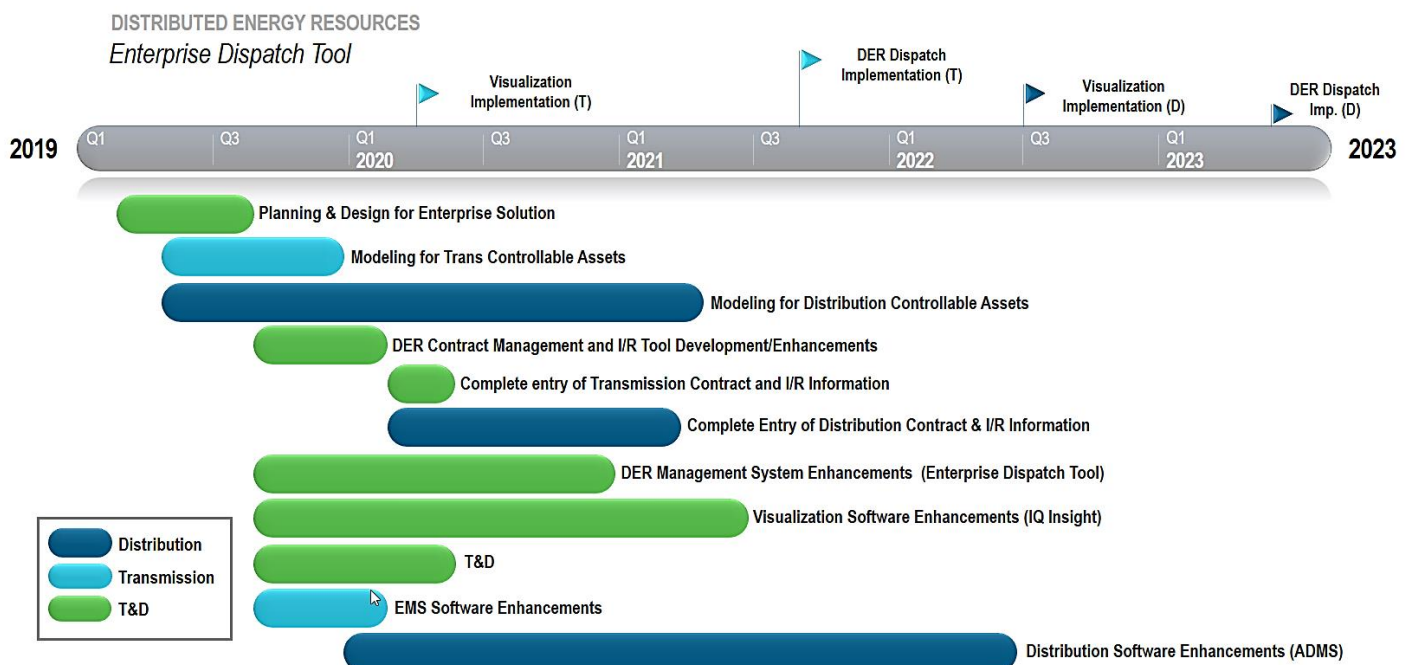 DISTRIBUTED ENERGY RESOURCES
Enterprise Dispatch Tool
Visualization
Implementation (T)
DER Dispatch
Implementation (T)
Visualization
Implementation (D)
DER Dispatch
Imp. (D)
2019
Q1
Q3
Q1
2020
Q3
Q1
2021
Q3
Q1
2022
Q3
Q1
2023
2023
Planning & Design for Enterprise Solution
Modeling for Trans Controllable Assets
Modeling for Distribution Controllable Assets
DER Contract Management and I/R Tool Development/Enhancements
Complete entry of Transmission Contract and I/R Information
Complete Entry of Distribution Contract & I/R Information
DER Management System Enhancements (Enterprise Dispatch Tool)
Visualization Software Enhancements (IQ Insight)
T&D
EMS Software Enhancements
Distribution Software Enhancements (ADMS)
Distribution
Transmission
T&D